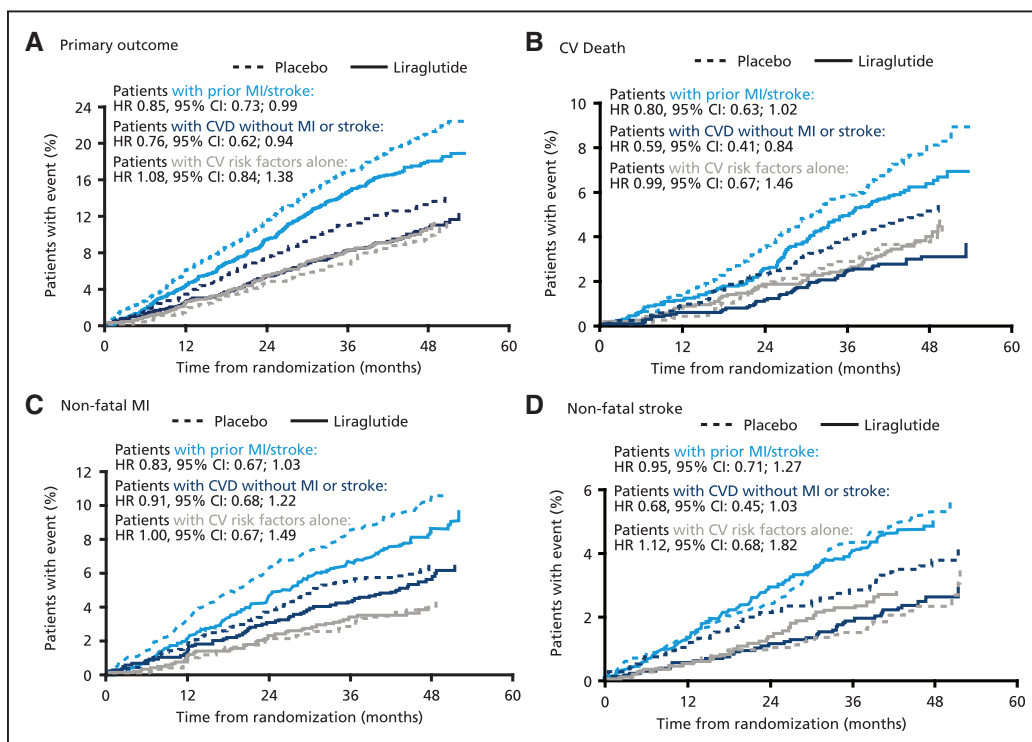 A Primary outcome
Placebo Liraglutide
Patients with prior MI/stroke:
HR 0.85, 95% CI: 0.73; 0.99
Patients with CVD without MI or stroke:
HR 0.76, 95% CI: 0.62; 0.94
Patients with CV risk factors alone:
HR 1.08, 95% CI: 0.84; 1.38
Patients with event (%)
24
20
16
12
8
4
0
0 12 24 36 48 60
Time from randomization (months)
B CV Death
Placebo Liraglutide
Patients with prior MI/stroke:
HR 0.80, 95% CI: 0.63; 1.02
Patients with CVD without MI or stroke:
HR 0.59, 95% CI: 0.41; 0.84
Patients with CV risk factors alone:
HR 0.99, 95% CI: 0.67; 1.46
Patients with event (%)
10
8
6
4
2
0
0 12 24 36 48 60
Time from randomization (months)
C Non-fatal MI
Placebo Liraglutide
Patients with prior MI/stroke:
HR 0.83, 95% CI: 0.67; 1.03
Patients with CVD without MI or stroke:
HR 0.91, 95% CI: 0.68; 1.22
Patients with CV risk factors alone:
HR 1.00, 95% CI: 0.67; 1.49
Patients with event (%)
12
10
8
6
4
2
0
0 12 24 36 48 60
Time from randomization (months)
D Non-fatal stroke
Placebo Liraglutide
Patients with prior MI/stroke:
HR 0.95, 95% CI: 0.71; 1.27
Patients with CVD without MI or stroke:
HR 0.68, 95% CI: 0.45; 1.03
Patients with CV risk factors alone:
HR 1.12, 95% CI: 0.68; 1.82
Patients with event (%)
6
4
2
0
0 12 24 36 48 60
Time from randomization (months)